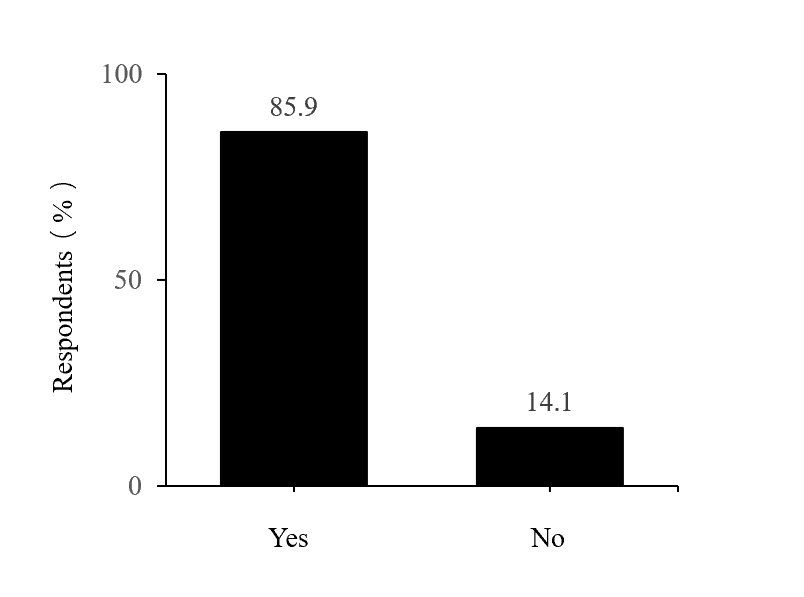 100
85.9
Respondents（%）
50
14.1
0
Yes
No